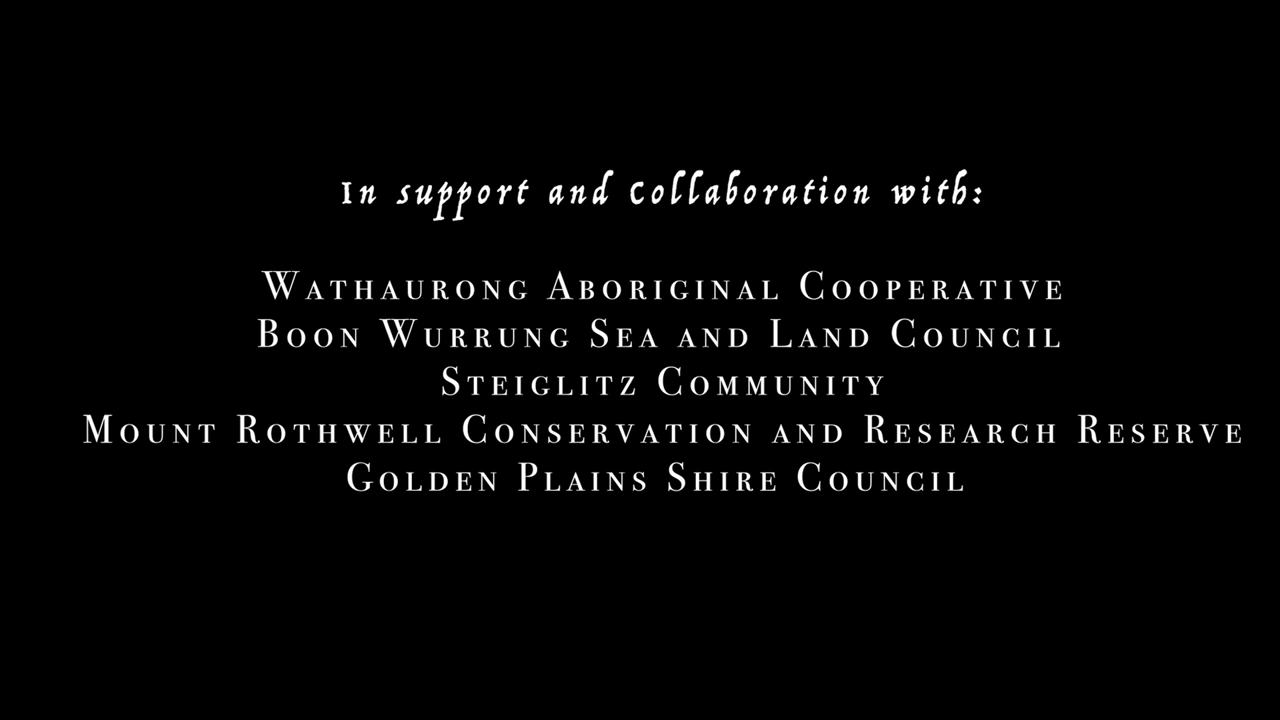 In support and Collaboration with:
Wathaurong Aboriginal Cooperative
Boon Wurrung Sea and Land Council
Steiglitz Community
Mount Rothwell Conservation and Research Reserve
Golden Plains Shire Council